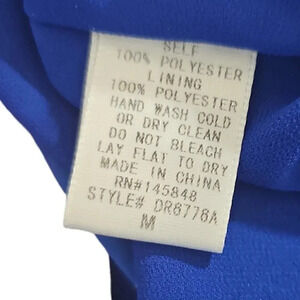 SELF
100% POLYESTER
LINING
100% POLYESTER
HAND WASH COLD
OR DRY CLEAN
DO NOT BLEACH
LAY FLAT TO DRY
MADE IN CHINA
RN#145848
STYLE# DR8778A
M